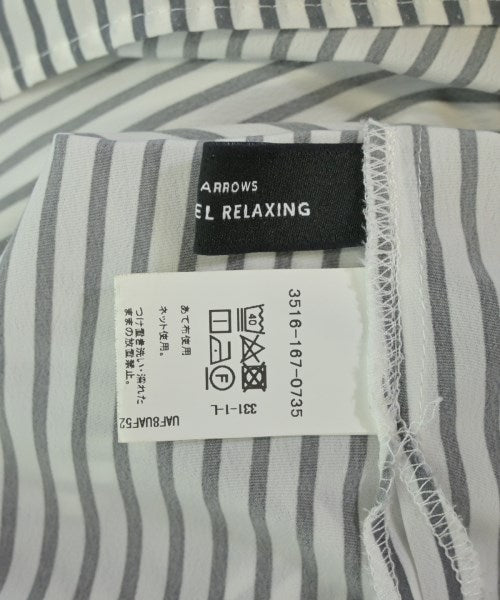 ARROWS
EL RELAXING
3516-167-0735
40
F
331-1-L
あて布使用
ネット使用。
つけ置き洗い・濡れた
ままの放置禁止。
UAF8UAF52